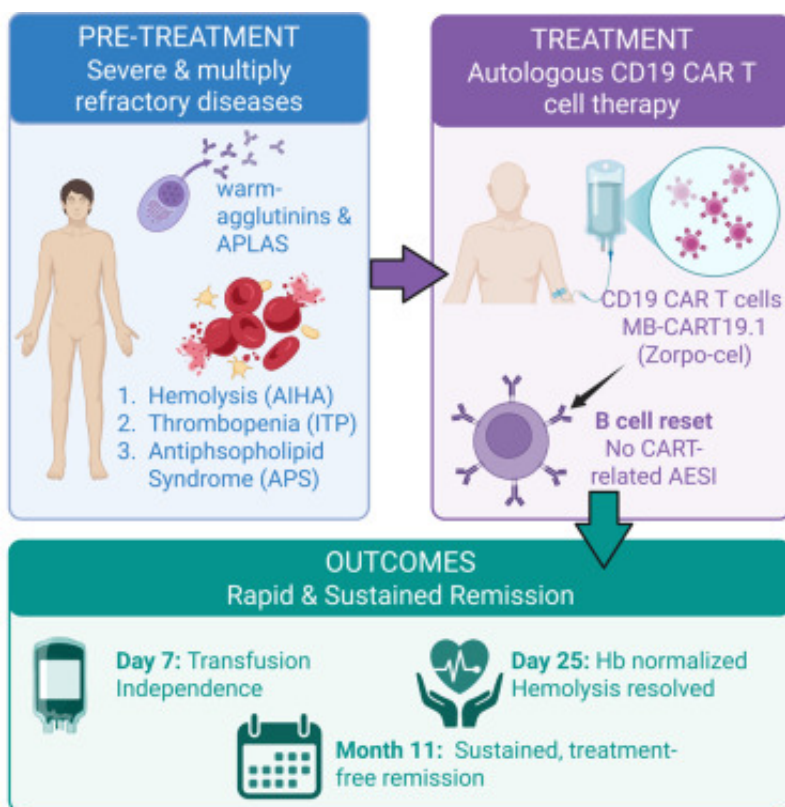 PRE-TREATMENT
Severe & multiply
refractory diseases
warm-
agglutinins &
APLAS
1. Hemolysis (AIHA)
2. Thrombopenia (ITP)
3. Antiphsopholipid
Syndrome (APS)
TREATMENT
Autologous CD19 CAR T
cell therapy
CD19 CAR T cells
MB-CART19.1
(Zorpo-cel)
B cell reset
No CART-
related AESI
OUTCOMES
Rapid & Sustained Remission
Day 7: Transfusion
Independence
Day 25: Hb normalized
Hemolysis resolved
Month 11: Sustained, treatment-
free remission